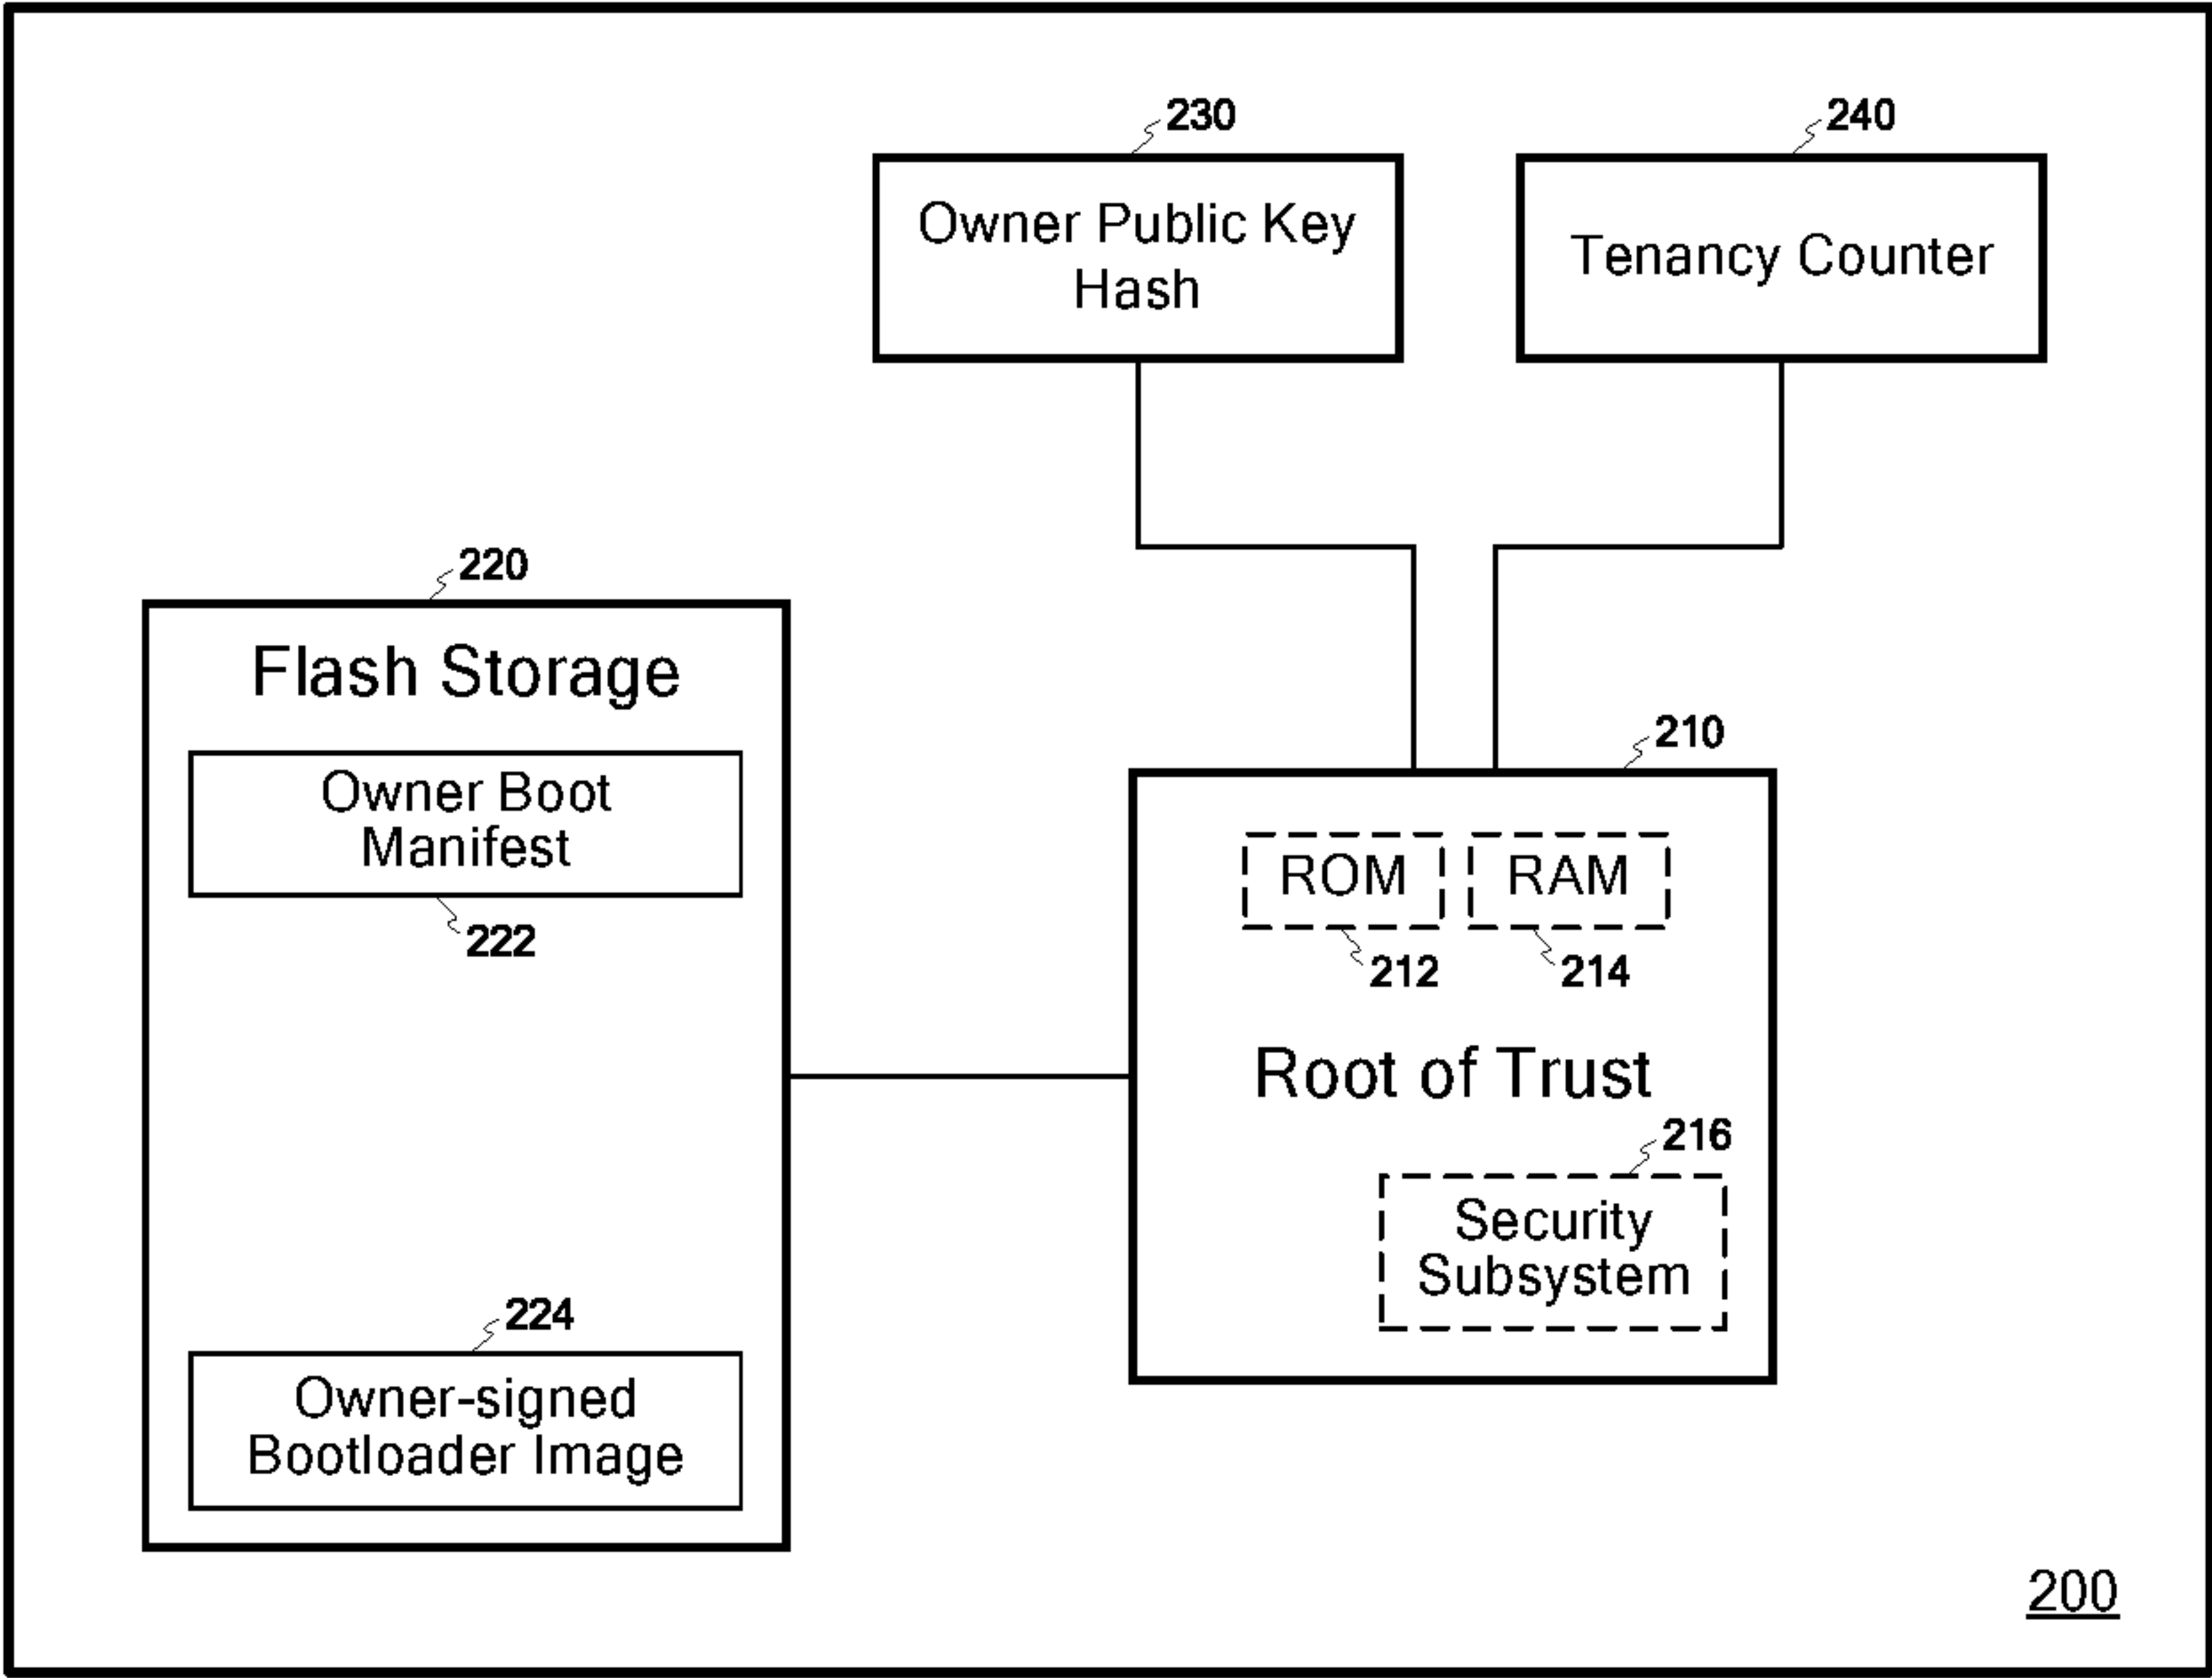 230
240
Owner Public Key
Hash
Tenancy Counter
220
Flash Storage
Owner Boot
Manifest
222
210
ROM
RAM
212
214
Root of Trust
216
Security
Subsystem
224
Owner-signed
Bootloader Image
200